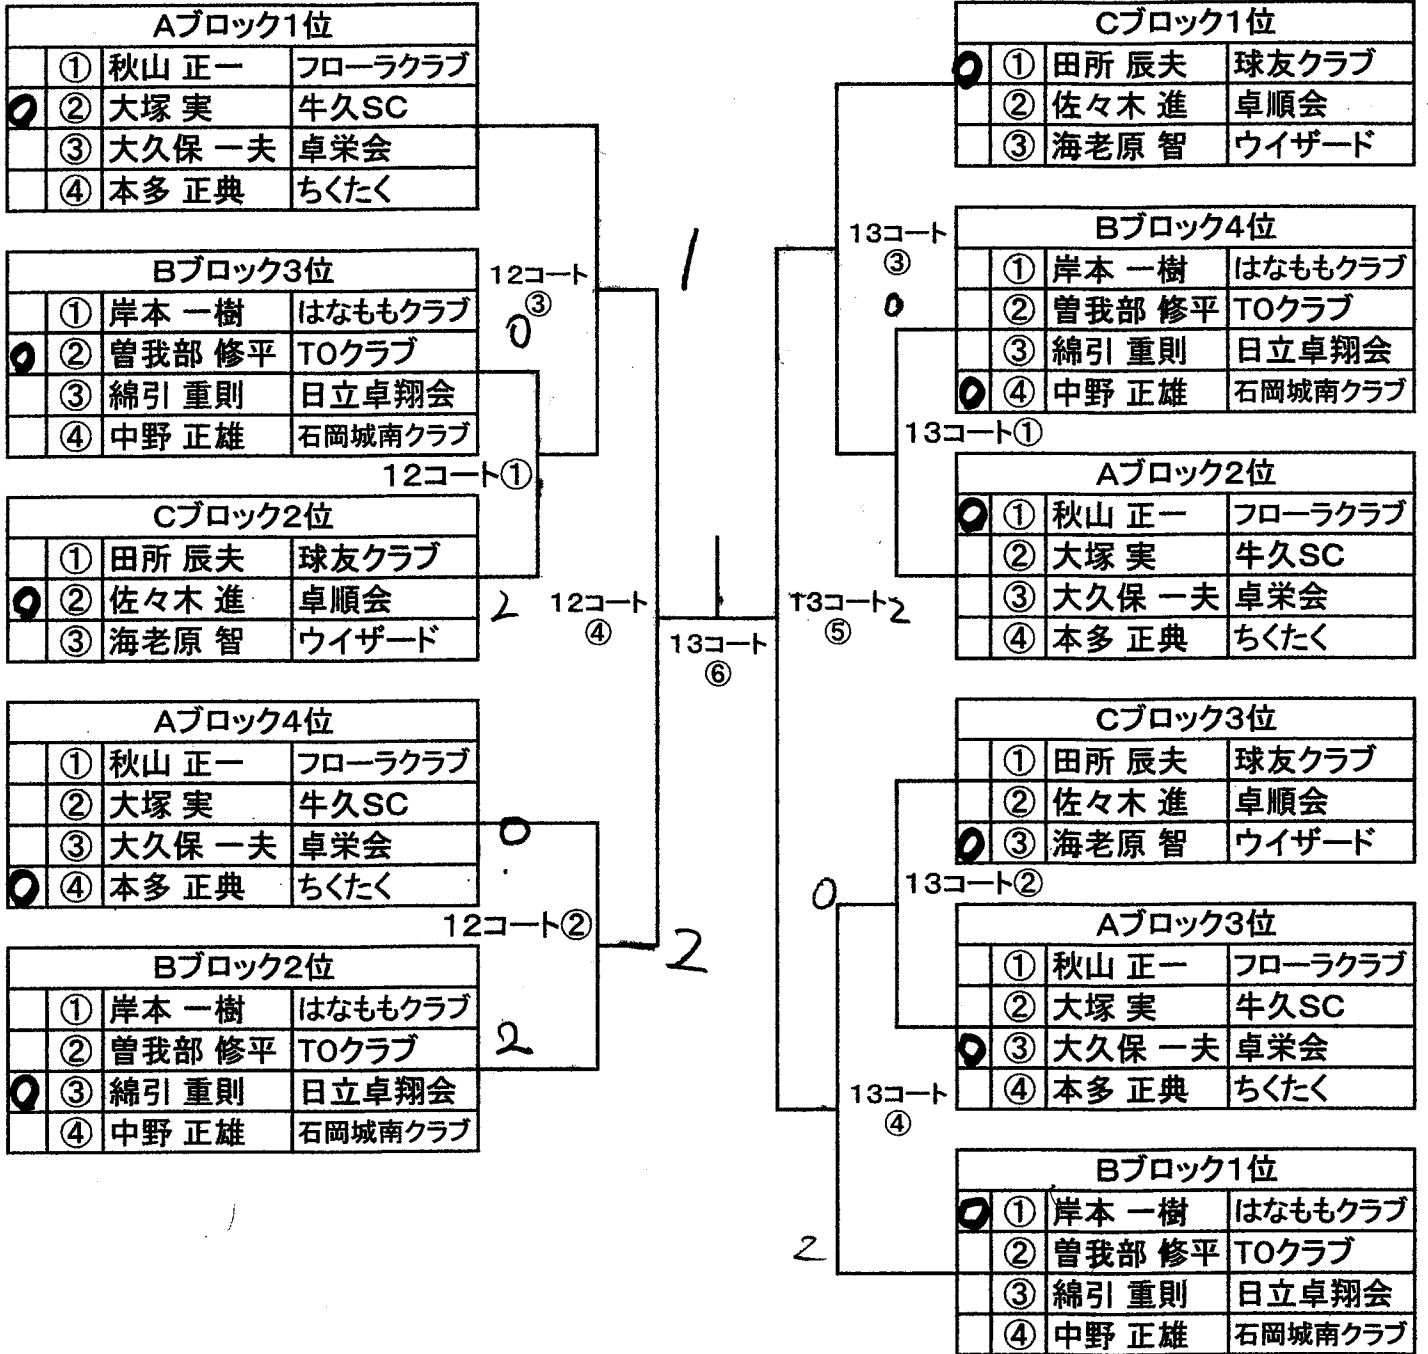 Aブロック1位
① 秋山 正一 フローラクラブ
0 ② 大塚 実 牛久SC
③ 大久保 一夫 卓栄会
④ 本多 正典 ちくたく
Bブロック3位
① 岸本 一樹 はなももクラブ
0 ② 曽我部 修平 TOクラブ
③ 綿引 重則 日立卓翔会
④ 中野 正雄 石岡城南クラブ
12コート
③
0
1
12コート①
Cブロック2位
① 田所 辰夫 球友クラブ
0 ② 佐々木 進 卓順会
③ 海老原 智 ウイザード
2
12コート
④
Aブロック4位
① 秋山 正一 フローラクラブ
② 大塚 実 牛久SC
③ 大久保 一夫 卓栄会
0 ④ 本多 正典 ちくたく
0
12コート②
2
Bブロック2位
① 岸本 一樹 はなももクラブ
② 曽我部 修平 TOクラブ
0 ③ 綿引 重則 日立卓翔会
④ 中野 正雄 石岡城南クラブ
2
13コート
⑥
Cブロック1位
0 ① 田所 辰夫 球友クラブ
② 佐々木 進 卓順会
③ 海老原 智 ウイザード
13コート
③
0
Bブロック4位
① 岸本 一樹 はなももクラブ
② 曽我部 修平 TOクラブ
③ 綿引 重則 日立卓翔会
0 ④ 中野 正雄 石岡城南クラブ
13コート①
Aブロック2位
0 ① 秋山 正一 フローラクラブ
② 大塚 実 牛久SC
③ 大久保 一夫 卓栄会
④ 本多 正典 ちくたく
13コート 2
⑤
Cブロック3位
① 田所 辰夫 球友クラブ
② 佐々木 進 卓順会
0 ③ 海老原 智 ウイザード
0
13コート②
Aブロック3位
① 秋山 正一 フローラクラブ
② 大塚 実 牛久SC
0 ③ 大久保 一夫 卓栄会
④ 本多 正典 ちくたく
13コート
④
2
Bブロック1位
0 ① 岸本 一樹 はなももクラブ
② 曽我部 修平 TOクラブ
③ 綿引 重則 日立卓翔会
④ 中野 正雄 石岡城南クラブ